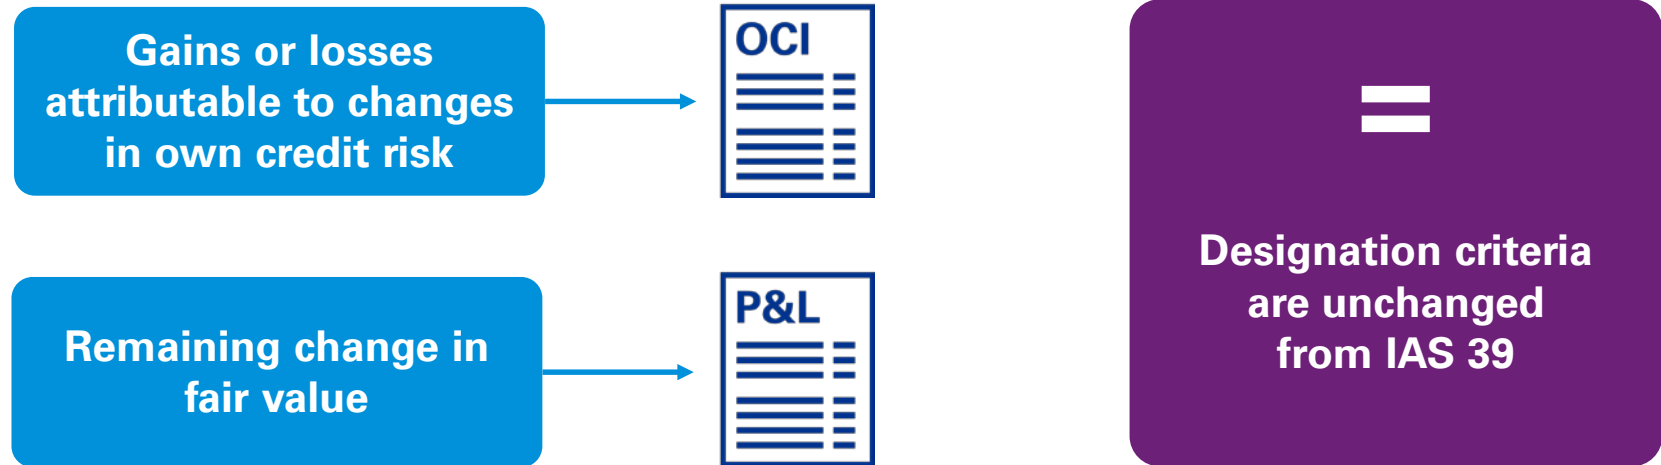 Gains or losses
attributable to changes
in own credit risk
OCI
Remaining change in
fair value
P&L
=
Designation criteria
are unchanged
from IAS 39